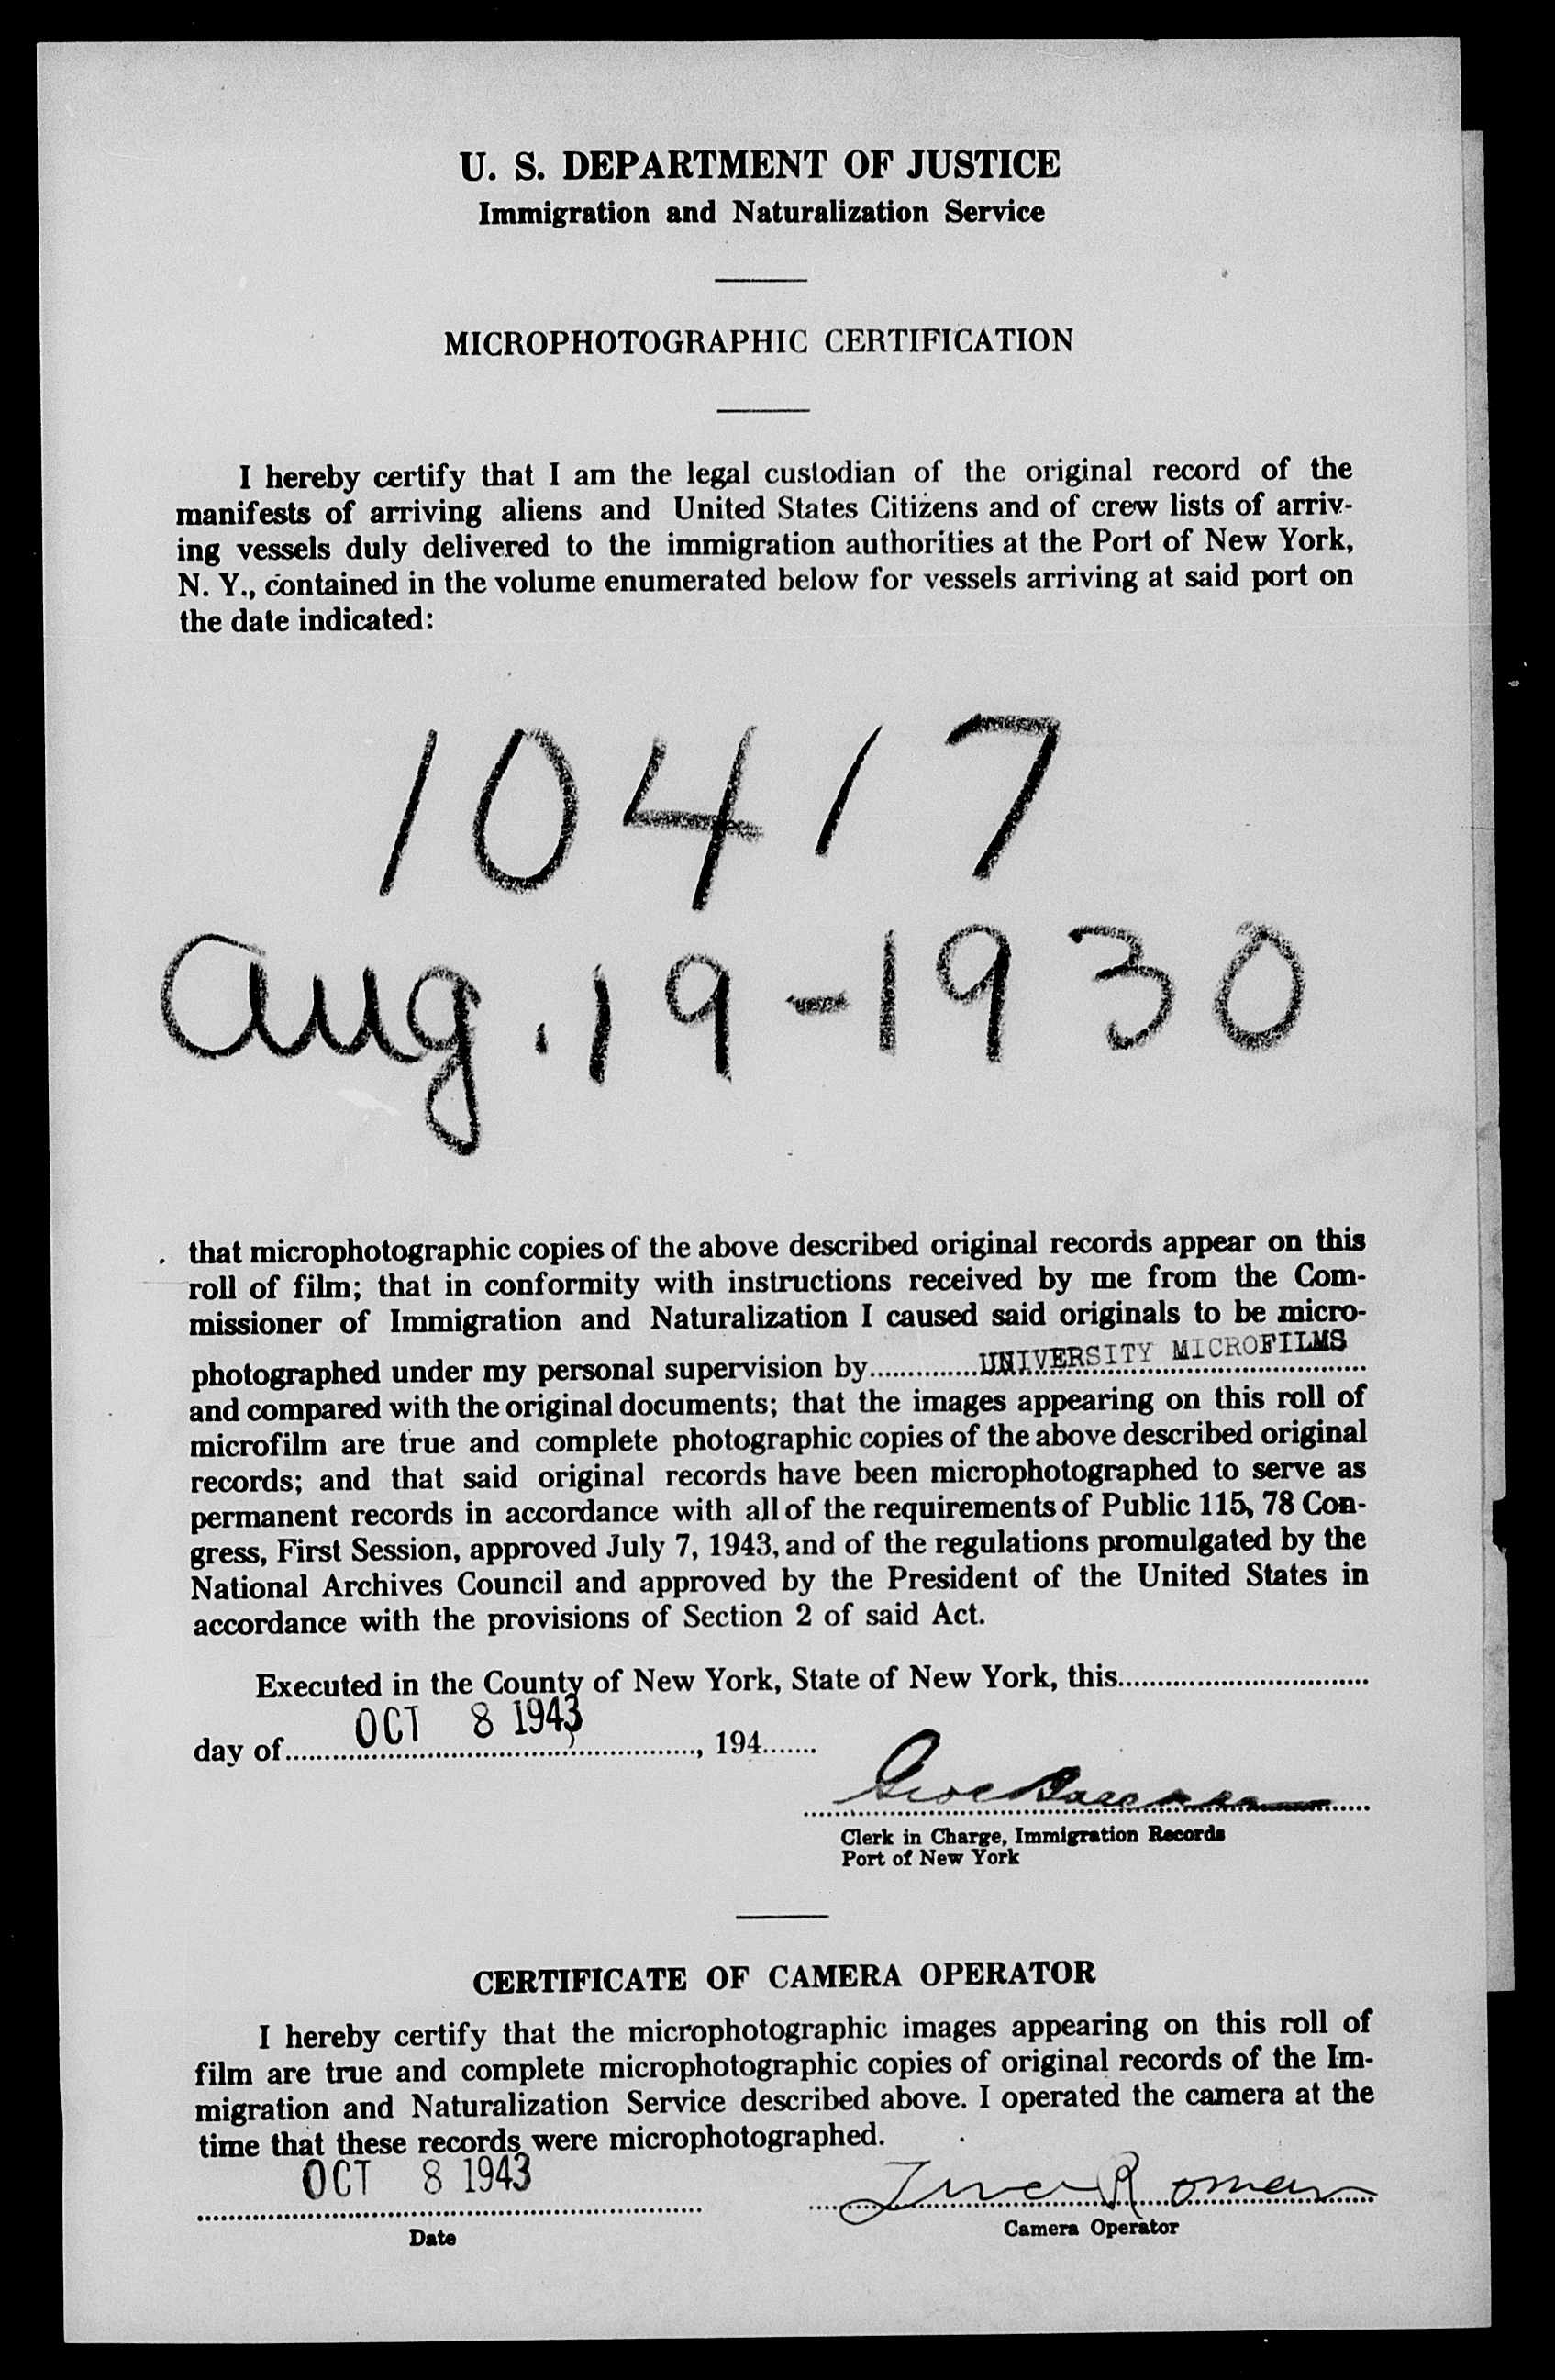 U. S. DEPARTMENT OF JUSTICE
Immigration and Naturalization Service
MICROPHOTOGRAPHIC CERTIFICATION
I hereby certify that I am the legal custodian of the original record of the
manifests of arriving aliens and United States Citizens and of crew lists of arriv-
ing vessels duly delivered to the immigration authorities at the Port of New York,
N. Y., contained in the volume enumerated below for vessels arriving at said port on
the date indicated:
10417
Aug. 19-1930
that microphotographic copies of the above described original records appear on this
roll of film; that in conformity with instructions received by me from the Com-
missioner of Immigration and Naturalization I caused said originals to be micro-
photographed under my personal supervision by UNIVERSITY MICROFILMS
and compared with the original documents; that the images appearing on this roll of
microfilm are true and complete photographic copies of the above described original
records; and that said original records have been microphotographed to serve as
permanent records in accordance with all of the requirements of Public 115, 78 Con-
gress, First Session, approved July 7, 1943, and of the regulations promulgated by the
National Archives Council and approved by the President of the United States in
accordance with the provisions of Section 2 of said Act.
Executed in the County of New York, State of New York, this
day of OCT 8 1943, 194
Clerk in Charge, Immigration Records
Port of New York
CERTIFICATE OF CAMERA OPERATOR
I hereby certify that the microphotographic images appearing on this roll of
film are true and complete microphotographic copies of original records of the Im-
migration and Naturalization Service described above. I operated the camera at the
time that these records were microphotographed.
OCT 8 1943
Date
Camera Operator